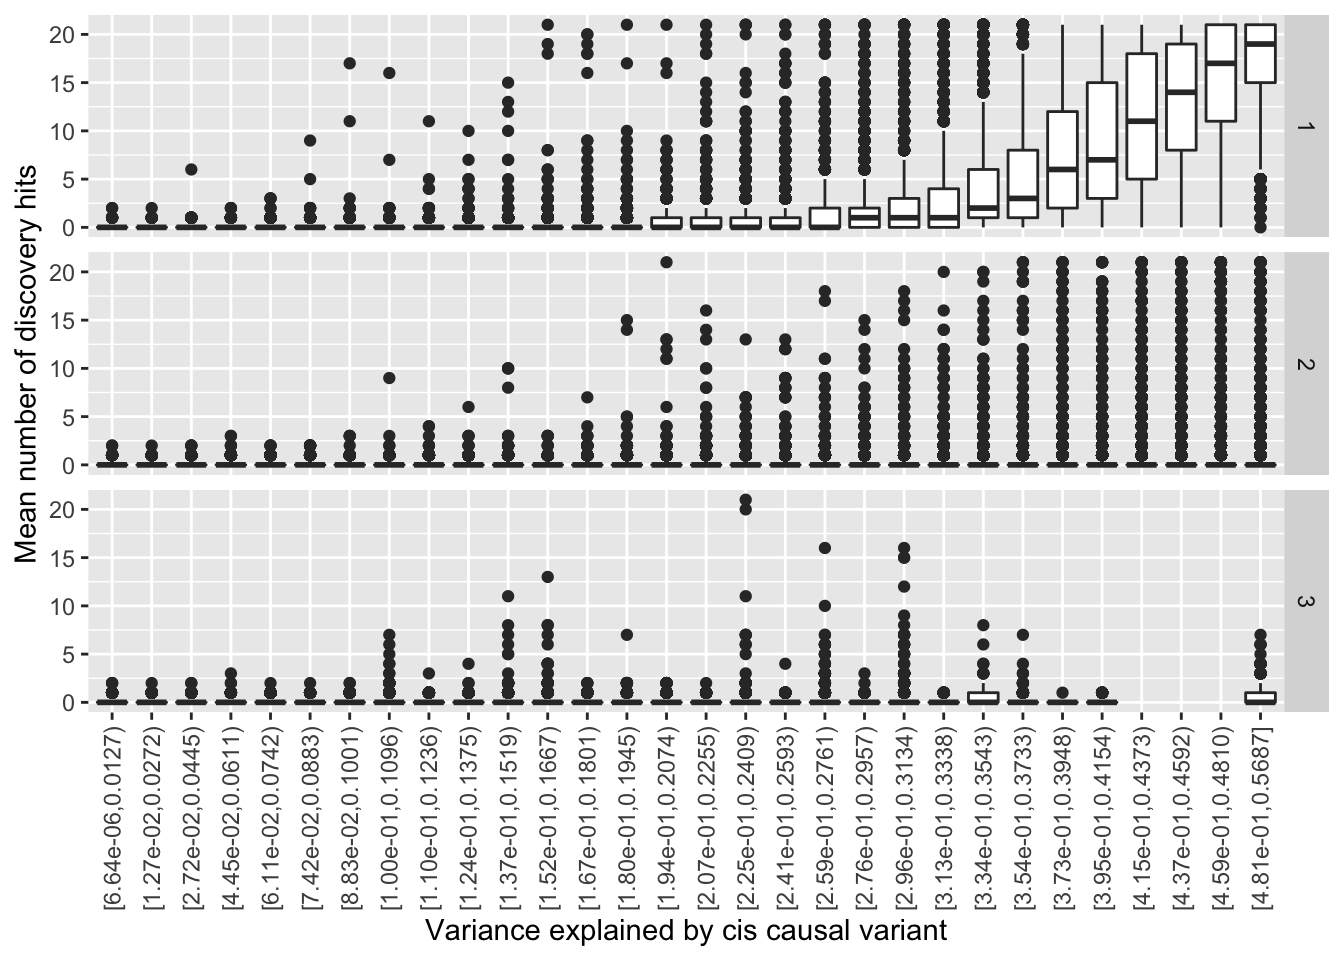 Mean number of discovery hits
20
15
10
5
0
1
20
15
10
5
0
2
20
15
10
5
0
3
[6.64e-06,0.0127)
[1.27e-02,0.0272)
[2.72e-02,0.0445)
[4.45e-02,0.0611)
[6.11e-02,0.0742)
[7.42e-02,0.0883)
[8.83e-02,0.1001)
[1.00e-01,0.1096)
[1.10e-01,0.1236)
[1.24e-01,0.1375)
[1.37e-01,0.1519)
[1.52e-01,0.1667)
[1.67e-01,0.1801)
[1.80e-01,0.1945)
[1.94e-01,0.2074)
[2.07e-01,0.2255)
[2.25e-01,0.2409)
[2.41e-01,0.2593)
[2.59e-01,0.2761)
[2.76e-01,0.2957)
[2.96e-01,0.3134)
[3.13e-01,0.3338)
[3.34e-01,0.3543)
[3.54e-01,0.3733)
[3.73e-01,0.3948)
[3.95e-01,0.4154)
[4.15e-01,0.4373)
[4.37e-01,0.4592)
[4.59e-01,0.4810)
[4.81e-01,0.5687]
Variance explained by cis causal variant